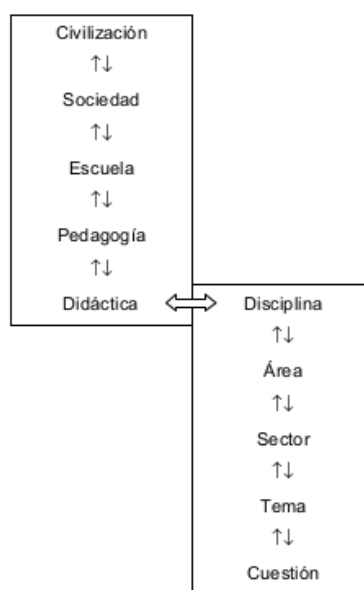 Civilización
↑↓
Sociedad
↑↓
Escuela
↑↓
Pedagogía
↑↓
Didáctica ⇔ Disciplina
↑↓
Área
↑↓
Sector
↑↓
Tema
↑↓
Cuestión